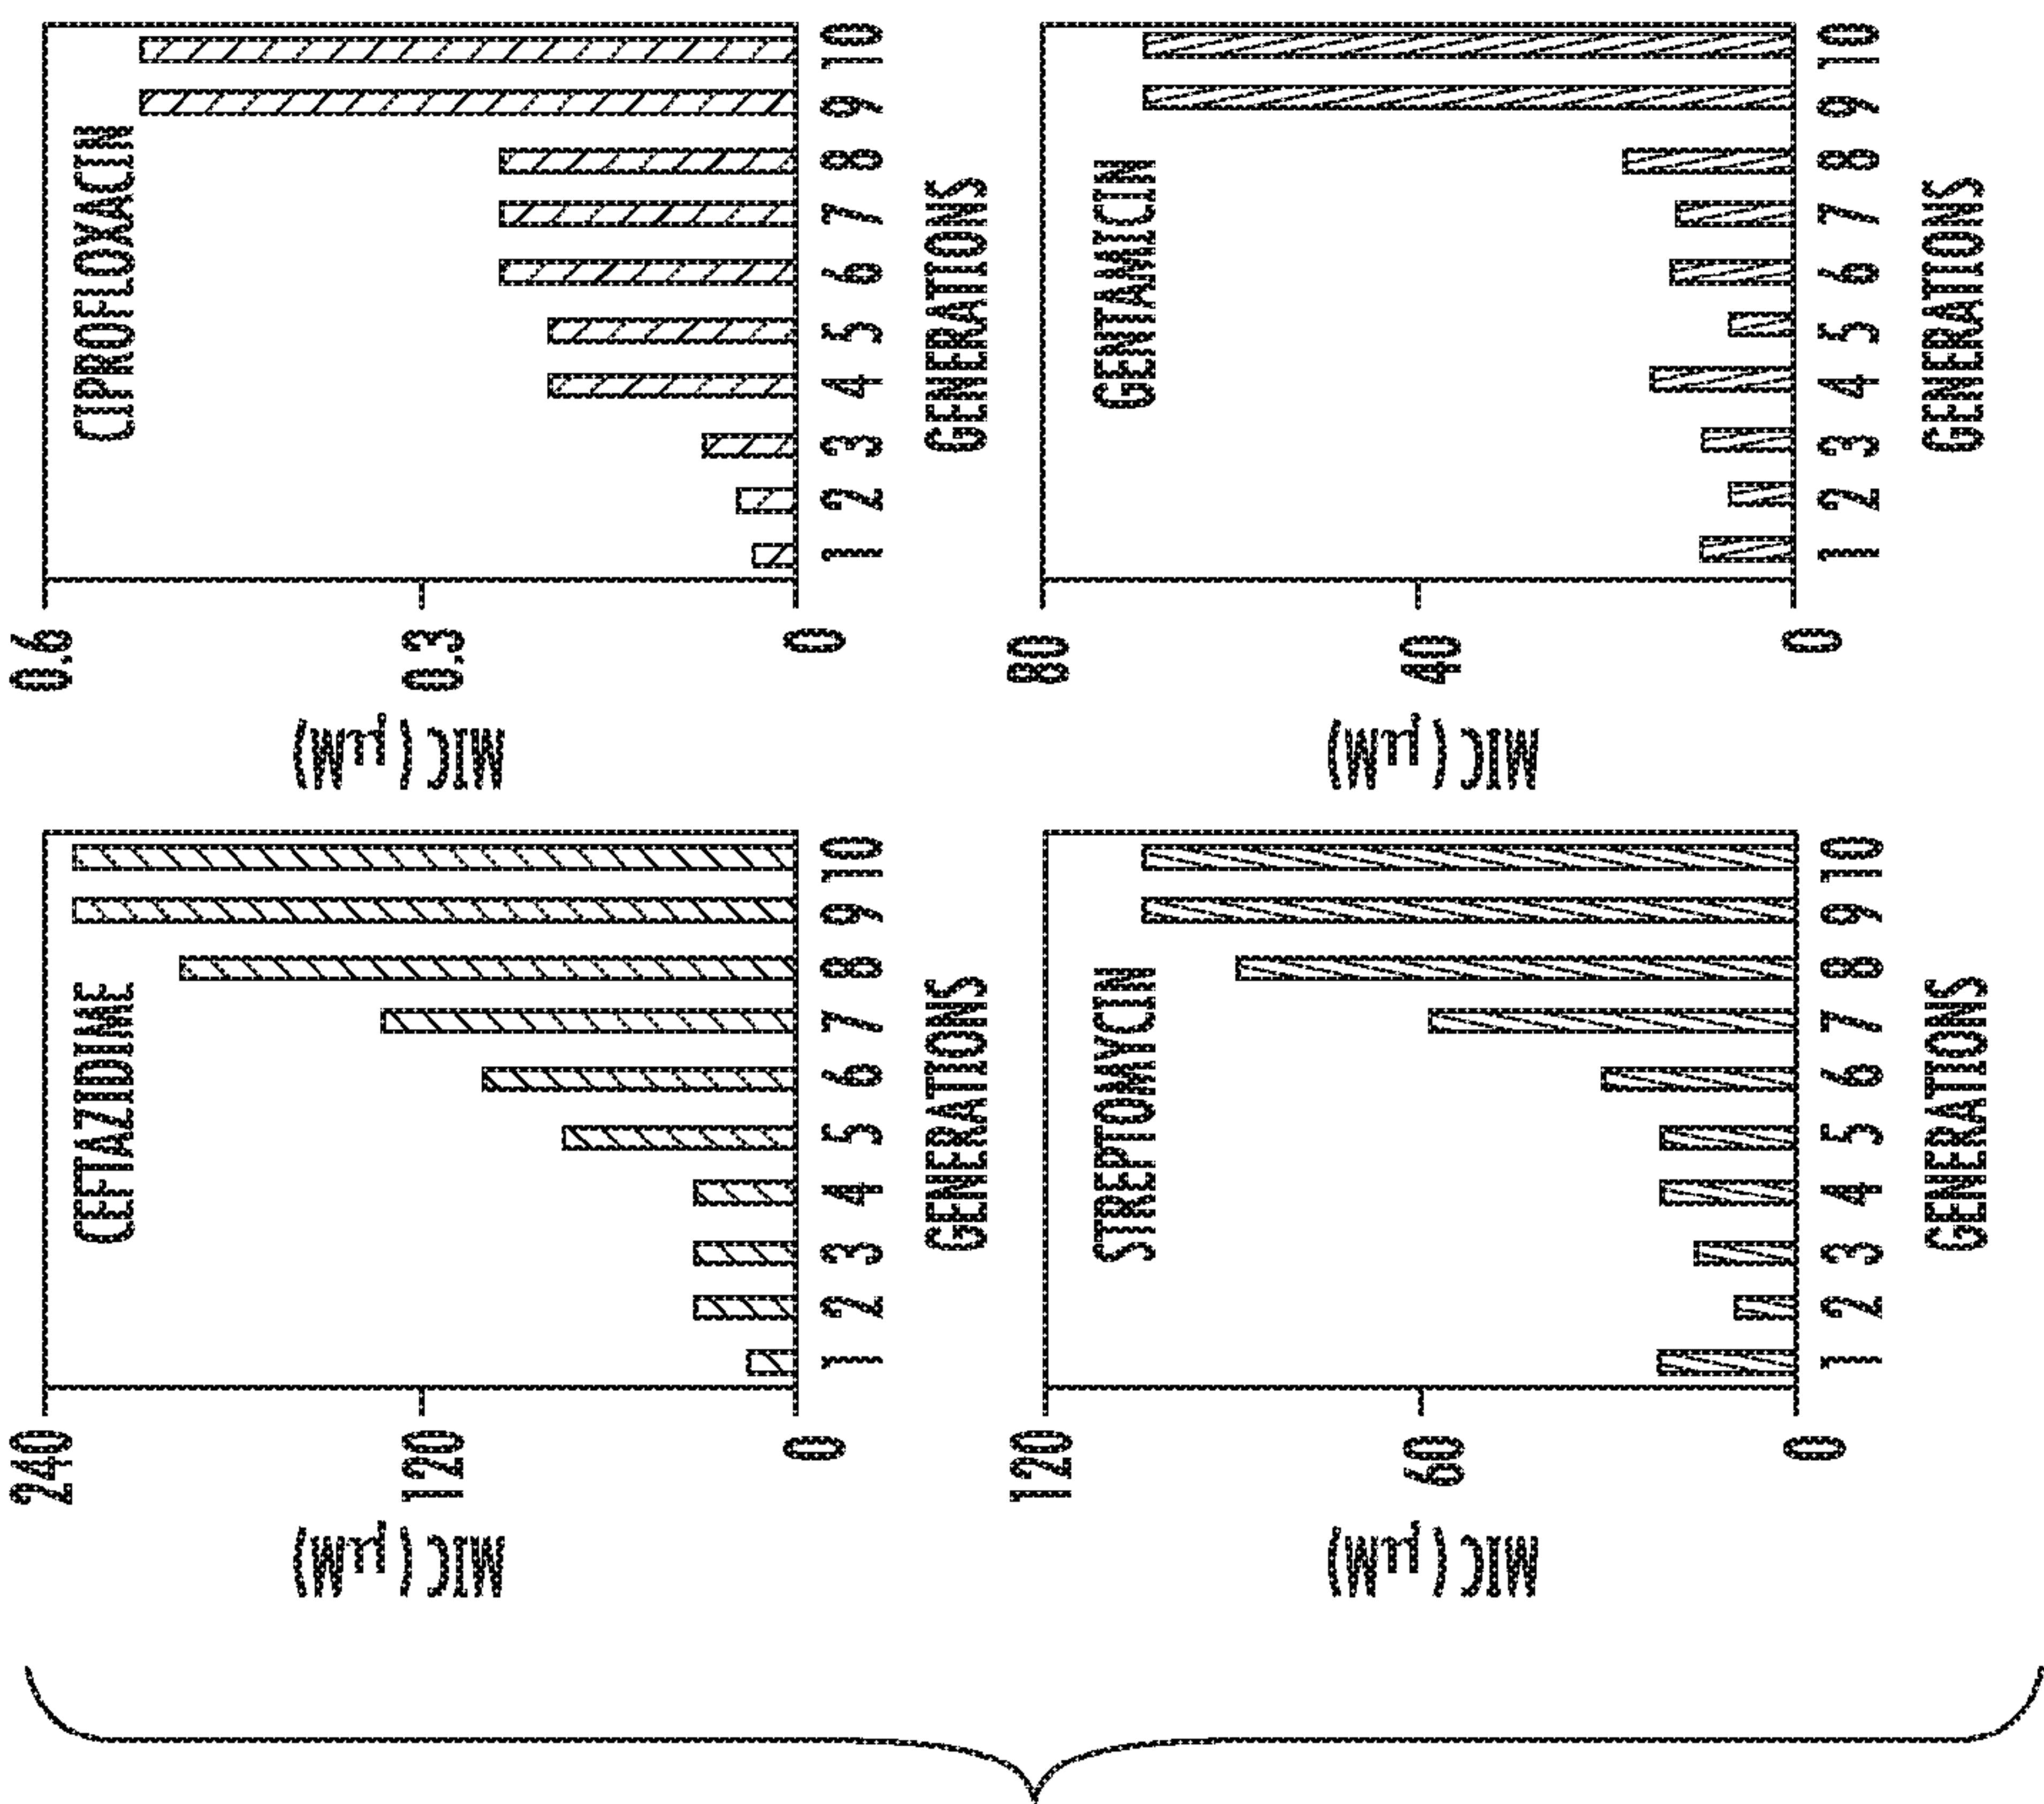 CEFTAZIDIME
MIC (µM)
240
120
0
1 2 3 4 5 6 7 8 9 10
GENERATIONS
CIPROFLOXACIN
MIC (µM)
0.6
0.3
0
1 2 3 4 5 6 7 8 9 10
GENERATIONS
STREPTOMYCIN
MIC (µM)
120
60
0
1 2 3 4 5 6 7 8 9 10
GENERATIONS
GENTAMICIN
MIC (µM)
80
40
0
1 2 3 4 5 6 7 8 9 10
GENERATIONS